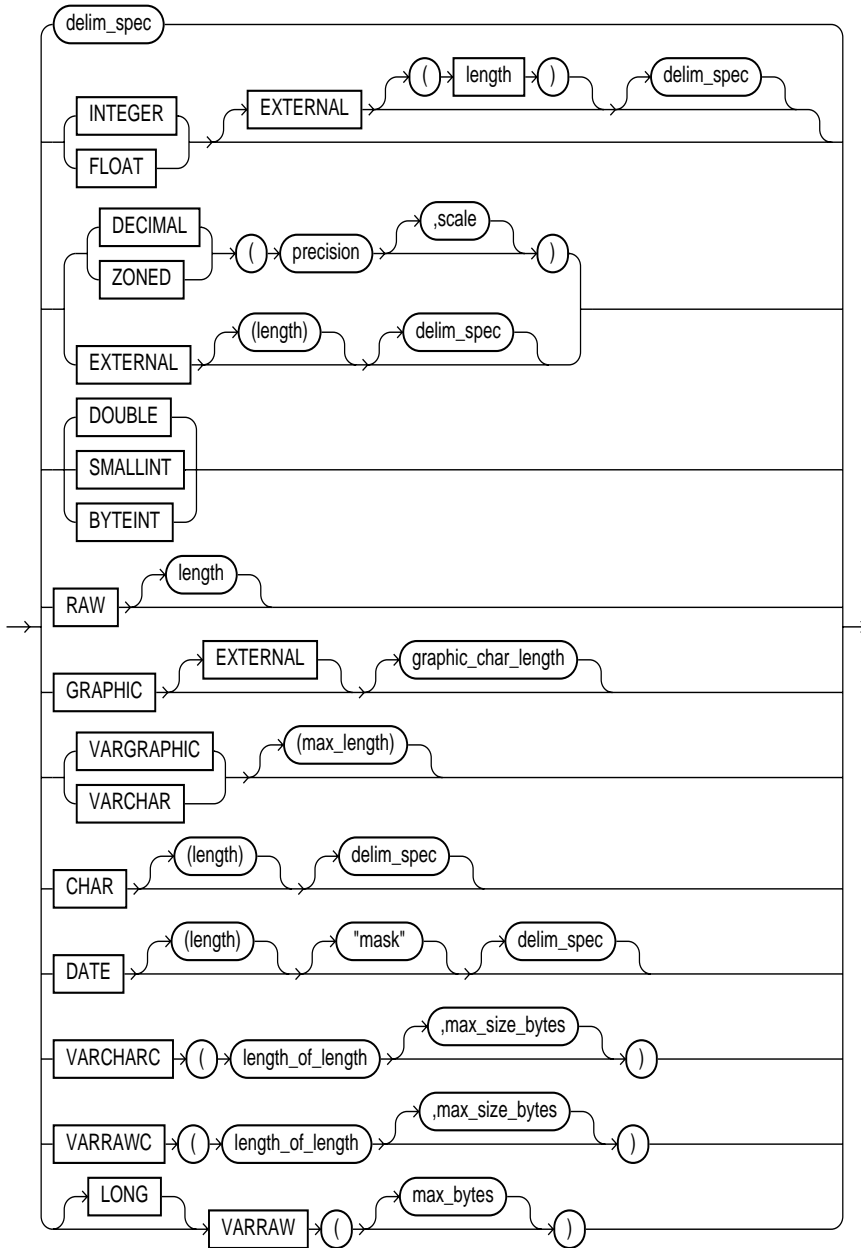 delim_spec
( length ) delim_spec
INTEGER EXTERNAL
FLOAT
DECIMAL ,scale
( precision )
ZONED
(length) delim_spec
EXTERNAL
DOUBLE
SMALLINT
BYTEINT
length
RAW
EXTERNAL graphic_char_length
GRAPHIC
VARGRAPHIC (max_length)
VARCHAR
(length) delim_spec
CHAR
(length) "mask" delim_spec
DATE
,max_size_bytes
VARCHARC ( length_of_length )
,max_size_bytes
VARRAWC ( length_of_length )
LONG max_bytes
VARRAW ( )